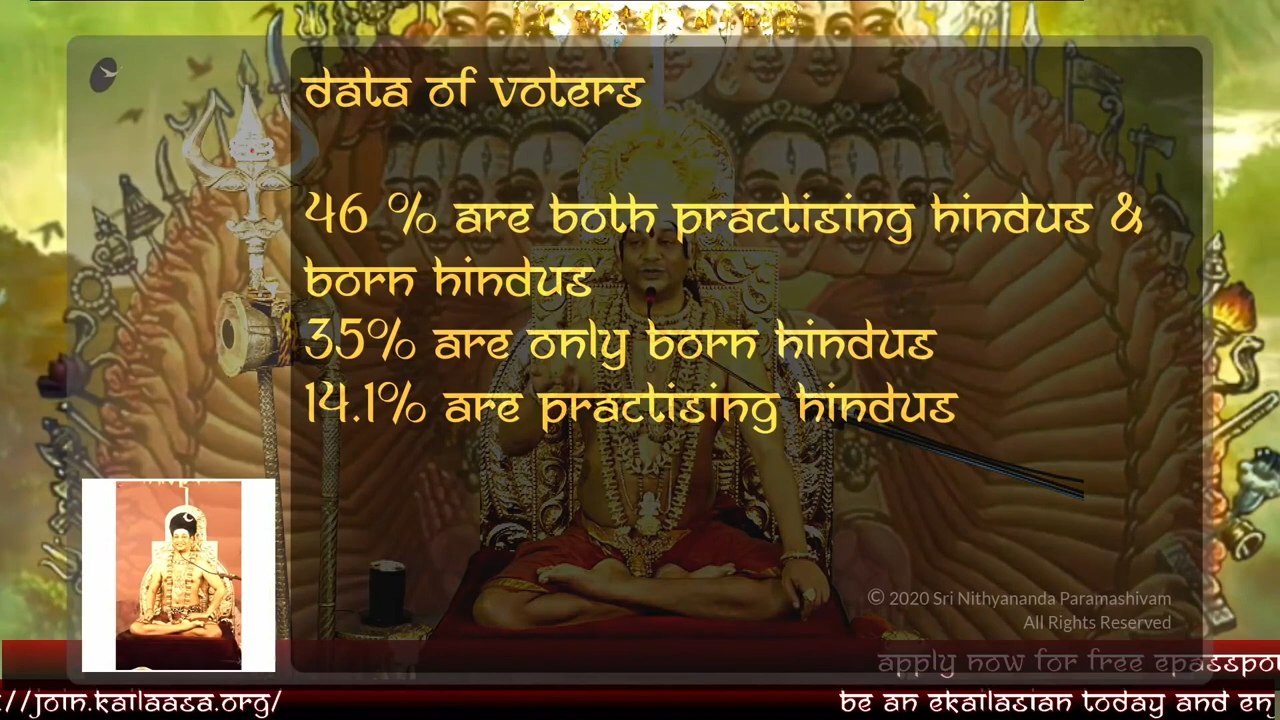 Data of Voters
46 % are both practising hindus &
born hindus
35% are only born hindus
14.1% are practising hindus
© 2020 Sri Nithyananda Paramashivam
All Rights Reserved
apply now for free epasspo
://join.kailaasa.org/
be an ekailasian today and en